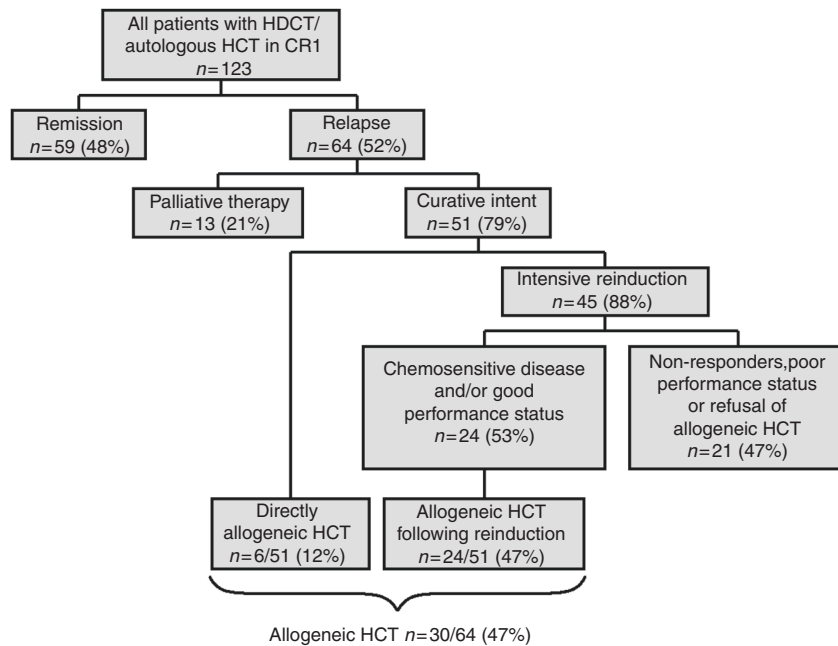 All patients with HDCT/
autologous HCT in CR1
n=123
Remission
n=59 (48%)
Relapse
n=64 (52%)
Palliative therapy
n=13 (21%)
Curative intent
n=51 (79%)
Intensive reinduction
n=45 (88%)
Chemosensitive disease
and/or good
performance status
n=24 (53%)
Non-responders,poor
performance status
or refusal of
allogeneic HCT
n=21 (47%)
Directly
allogeneic HCT
n=6/51 (12%)
Allogeneic HCT
following reinduction
n=24/51 (47%)
Allogeneic HCT n=30/64 (47%)